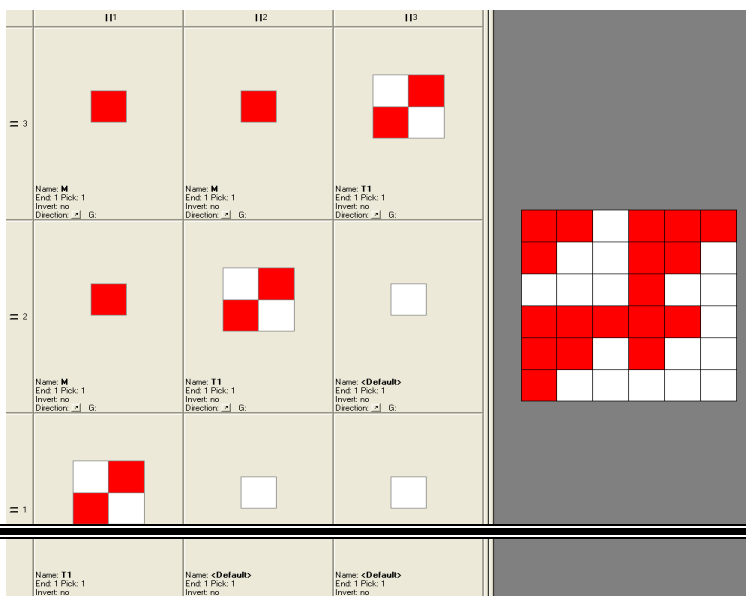 II1 II2 II3
= 3
Name: M Name: M Name: T1
End: 1 Pick: 1 End: 1 Pick: 1 End: 1 Pick: 1
Invert: no Invert: no Invert: no
Direction: G: Direction: G: Direction: G:
= 2
Name: M Name: T1 Name: <Default>
End: 1 Pick: 1 End: 1 Pick: 1 End: 1 Pick: 1
Invert: no Invert: no Invert: no
Direction: G: Direction: G: Direction: G:
= 1
Name: T1 Name: <Default> Name: <Default>
End: 1 Pick: 1 End: 1 Pick: 1 End: 1 Pick: 1
Invert: no Invert: no Invert: no